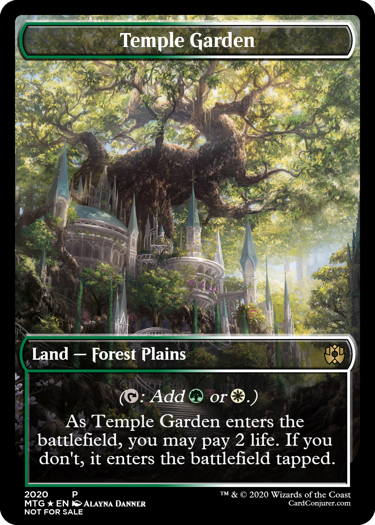 Temple Garden
Land — Forest Plains
(: Add or .)
As Temple Garden enters the
battlefield, you may pay 2 life. If you
don't, it enters the battlefield tapped.
2020 P
MTG ★ EN Alayna Danner
NOT FOR SALE
™ & © 2020 Wizards of the Coast
CardConjurer.com